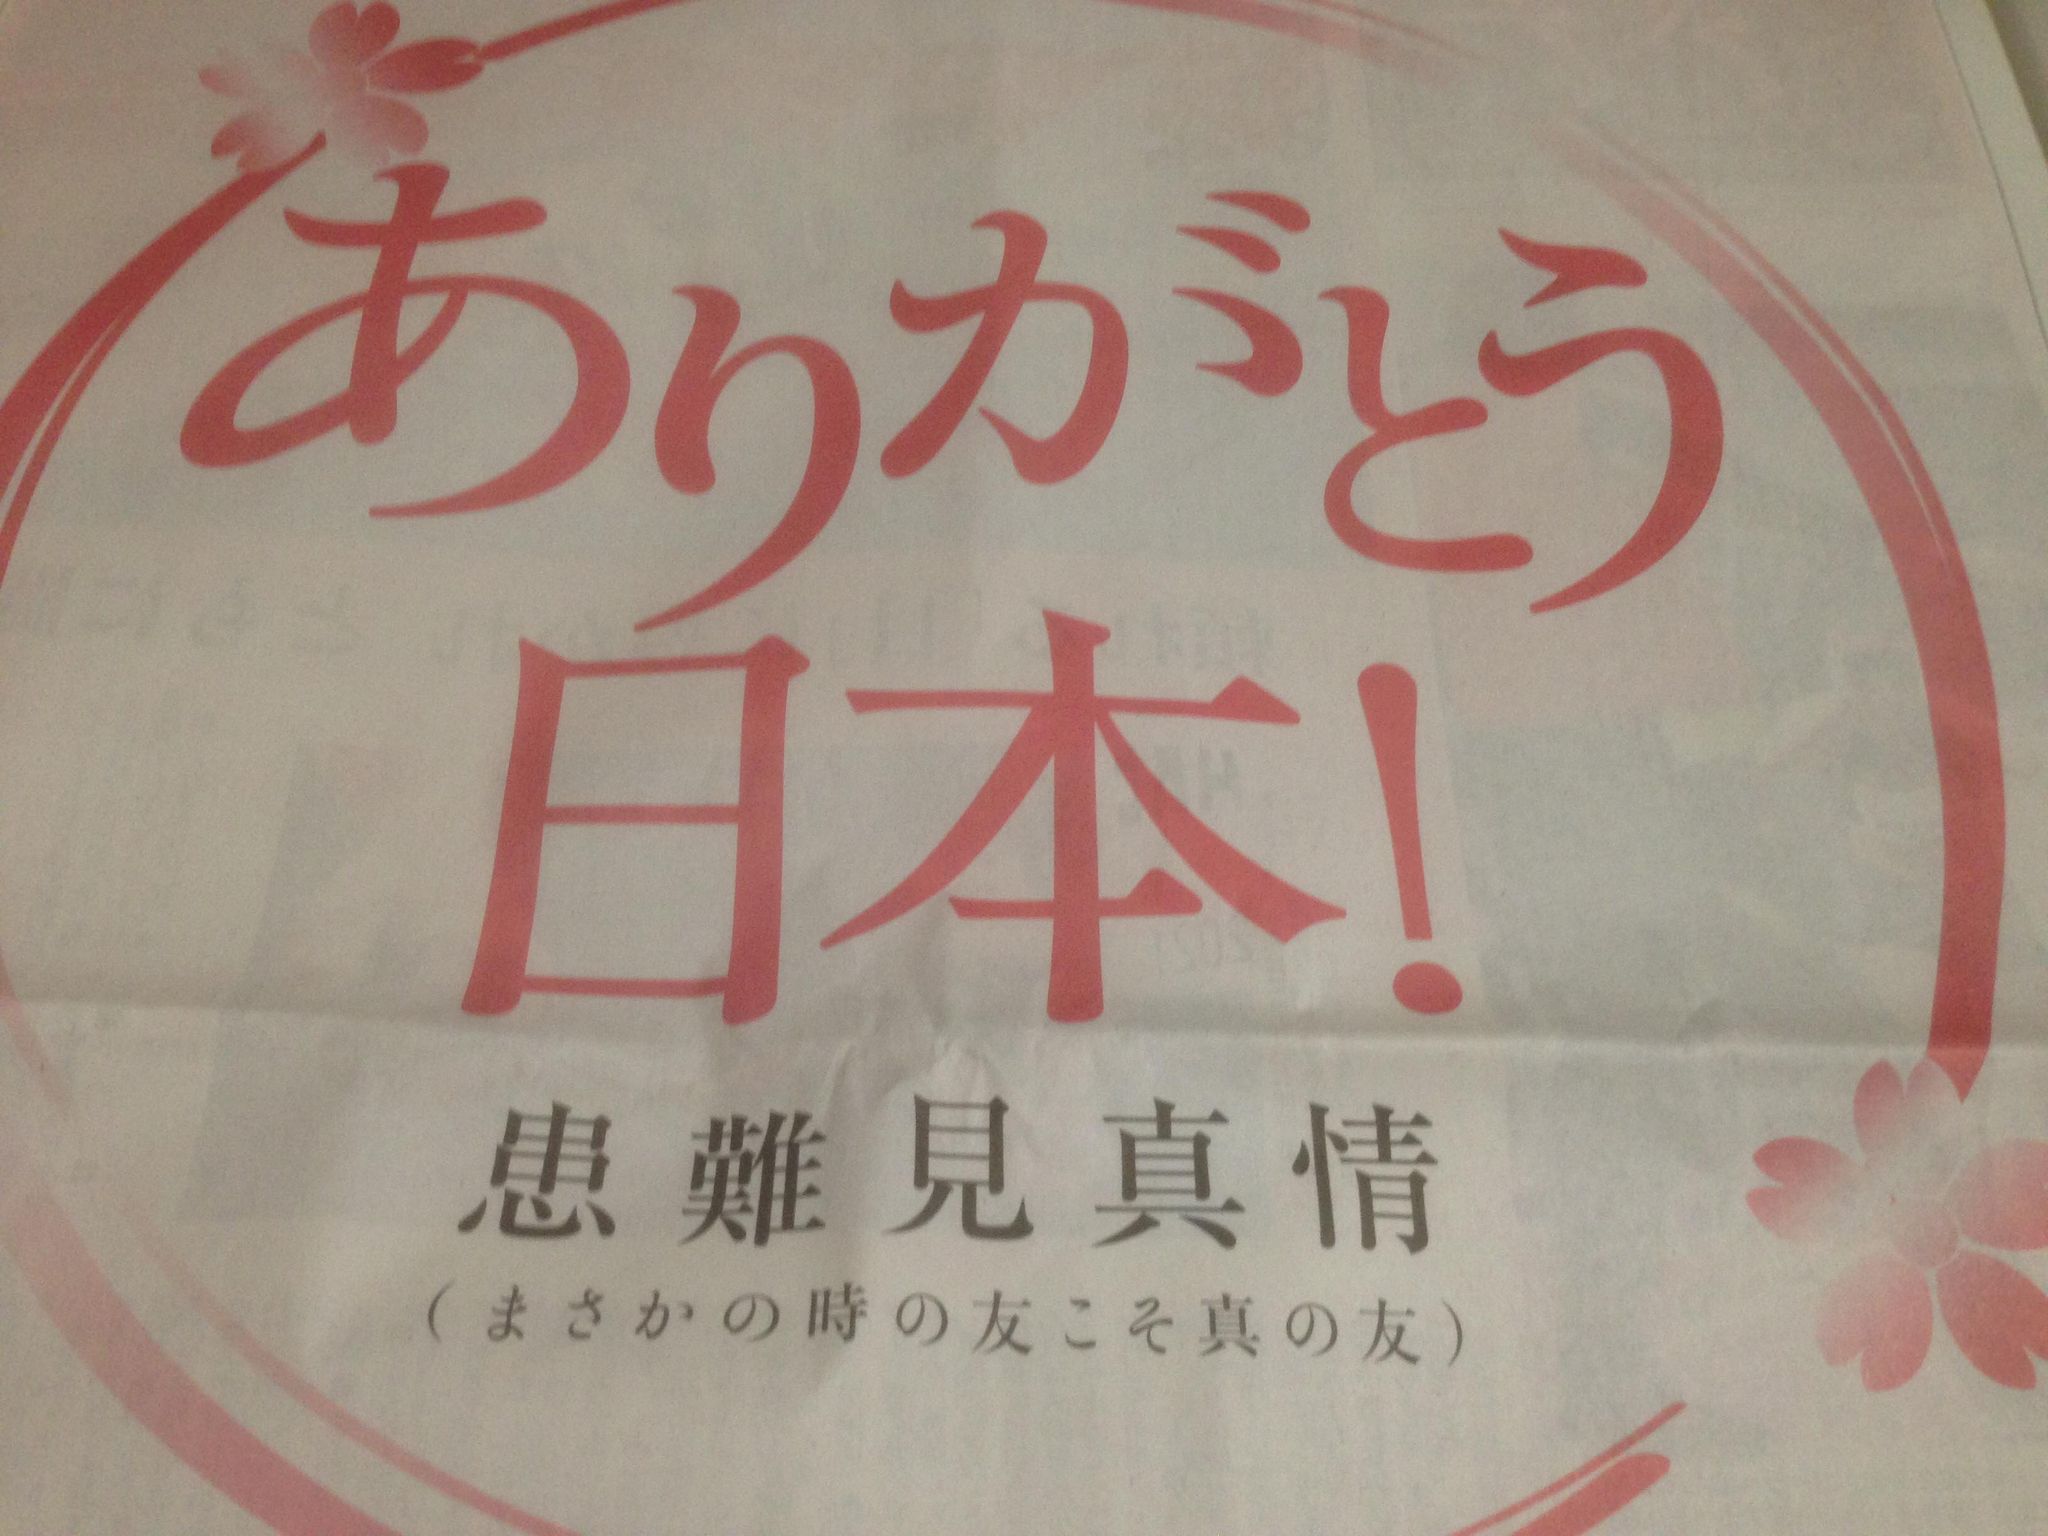 ありがとう
日本!
患難見真情
(まさかの時の友こそ真の友)